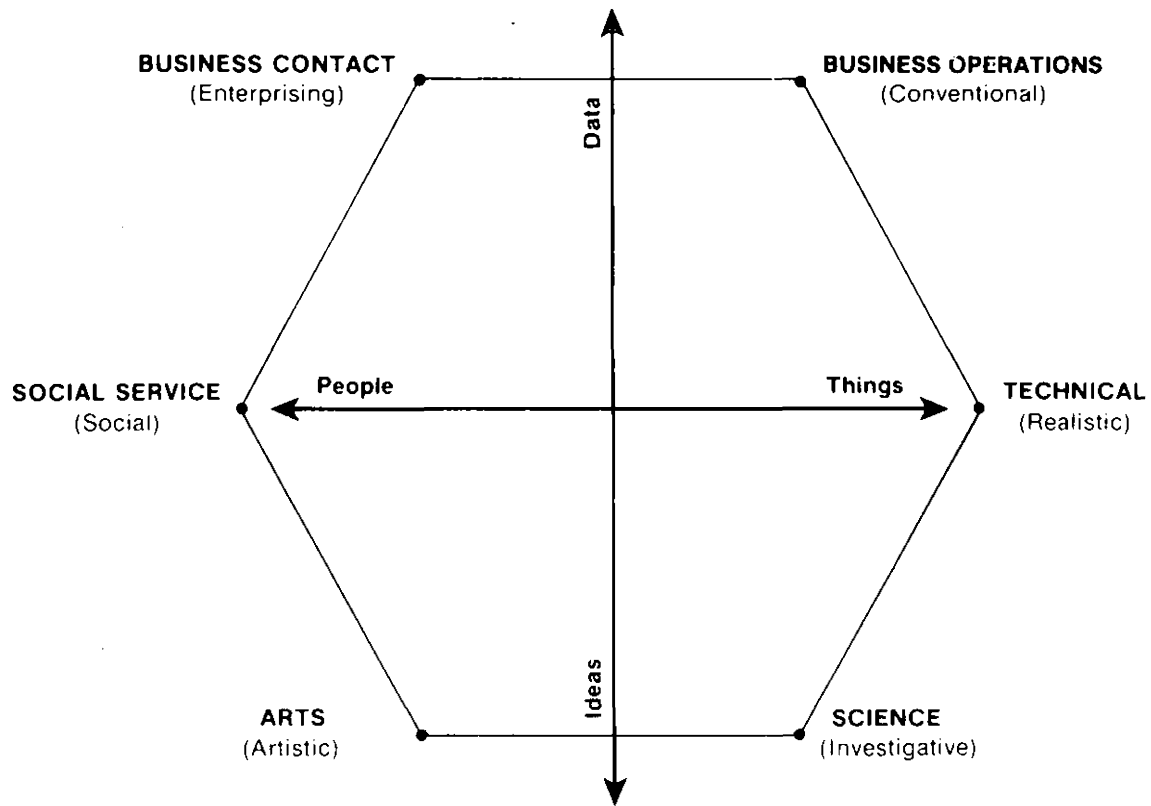 BUSINESS CONTACT
(Enterprising)
BUSINESS OPERATIONS
(Conventional)
Data
SOCIAL SERVICE
(Social)
People
Things
TECHNICAL
(Realistic)
Ideas
ARTS
(Artistic)
SCIENCE
(Investigative)